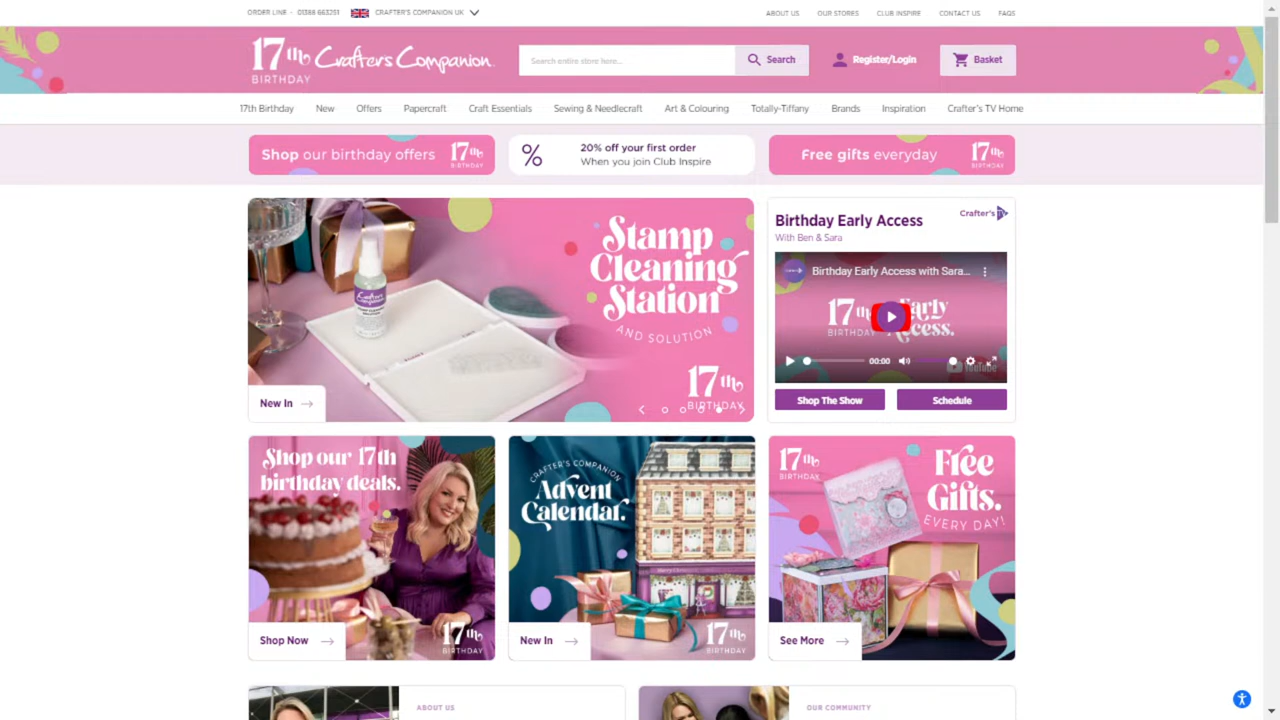 ORDER LINE - 01388 663251
CRAFTER'S COMPANION UK
ABOUT US
OUR STORES
CLUB INSPIRE
CONTACT US
FAQS
17th
BIRTHDAY
Crafter's Companion
Search entire store here...
Search
Register/Login
Basket
17th Birthday
New
Offers
Papercraft
Craft Essentials
Sewing & Needlecraft
Art & Colouring
Totally-Tiffany
Brands
Inspiration
Crafter's TV Home
Shop our birthday offers
17th
BIRTHDAY
%
20% off your first order
When you join Club Inspire
Free gifts everyday
17th
BIRTHDAY
Stamp
Cleaning
Station
AND SOLUTION
17th
BIRTHDAY
Crafter's
Companion
New In
Birthday Early Access
Crafter's TV
With Ben & Sara
Birthday Early Access with Sara...
17th
BIRTHDAY
Early
Access.
00:00
YouTube
Shop The Show
Schedule
Shop our 17th
birthday deals.
Shop Now
17th
BIRTHDAY
CRAFTER'S COMPANION
Advent
Calendar.
New In
17th
BIRTHDAY
17th
BIRTHDAY
Free
Gifts.
EVERY DAY!
See More
ABOUT US
OUR COMMUNITY